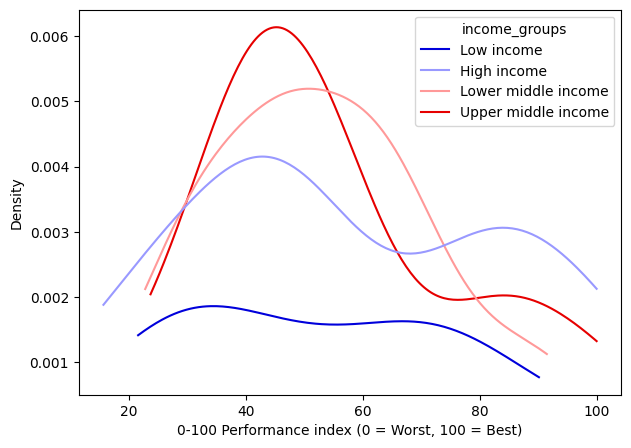 income_groups
Low income
High income
Lower middle income
Upper middle income
Density
0.006
0.005
0.004
0.003
0.002
0.001
20 40 60 80 100
0-100 Performance index (0 = Worst, 100 = Best)